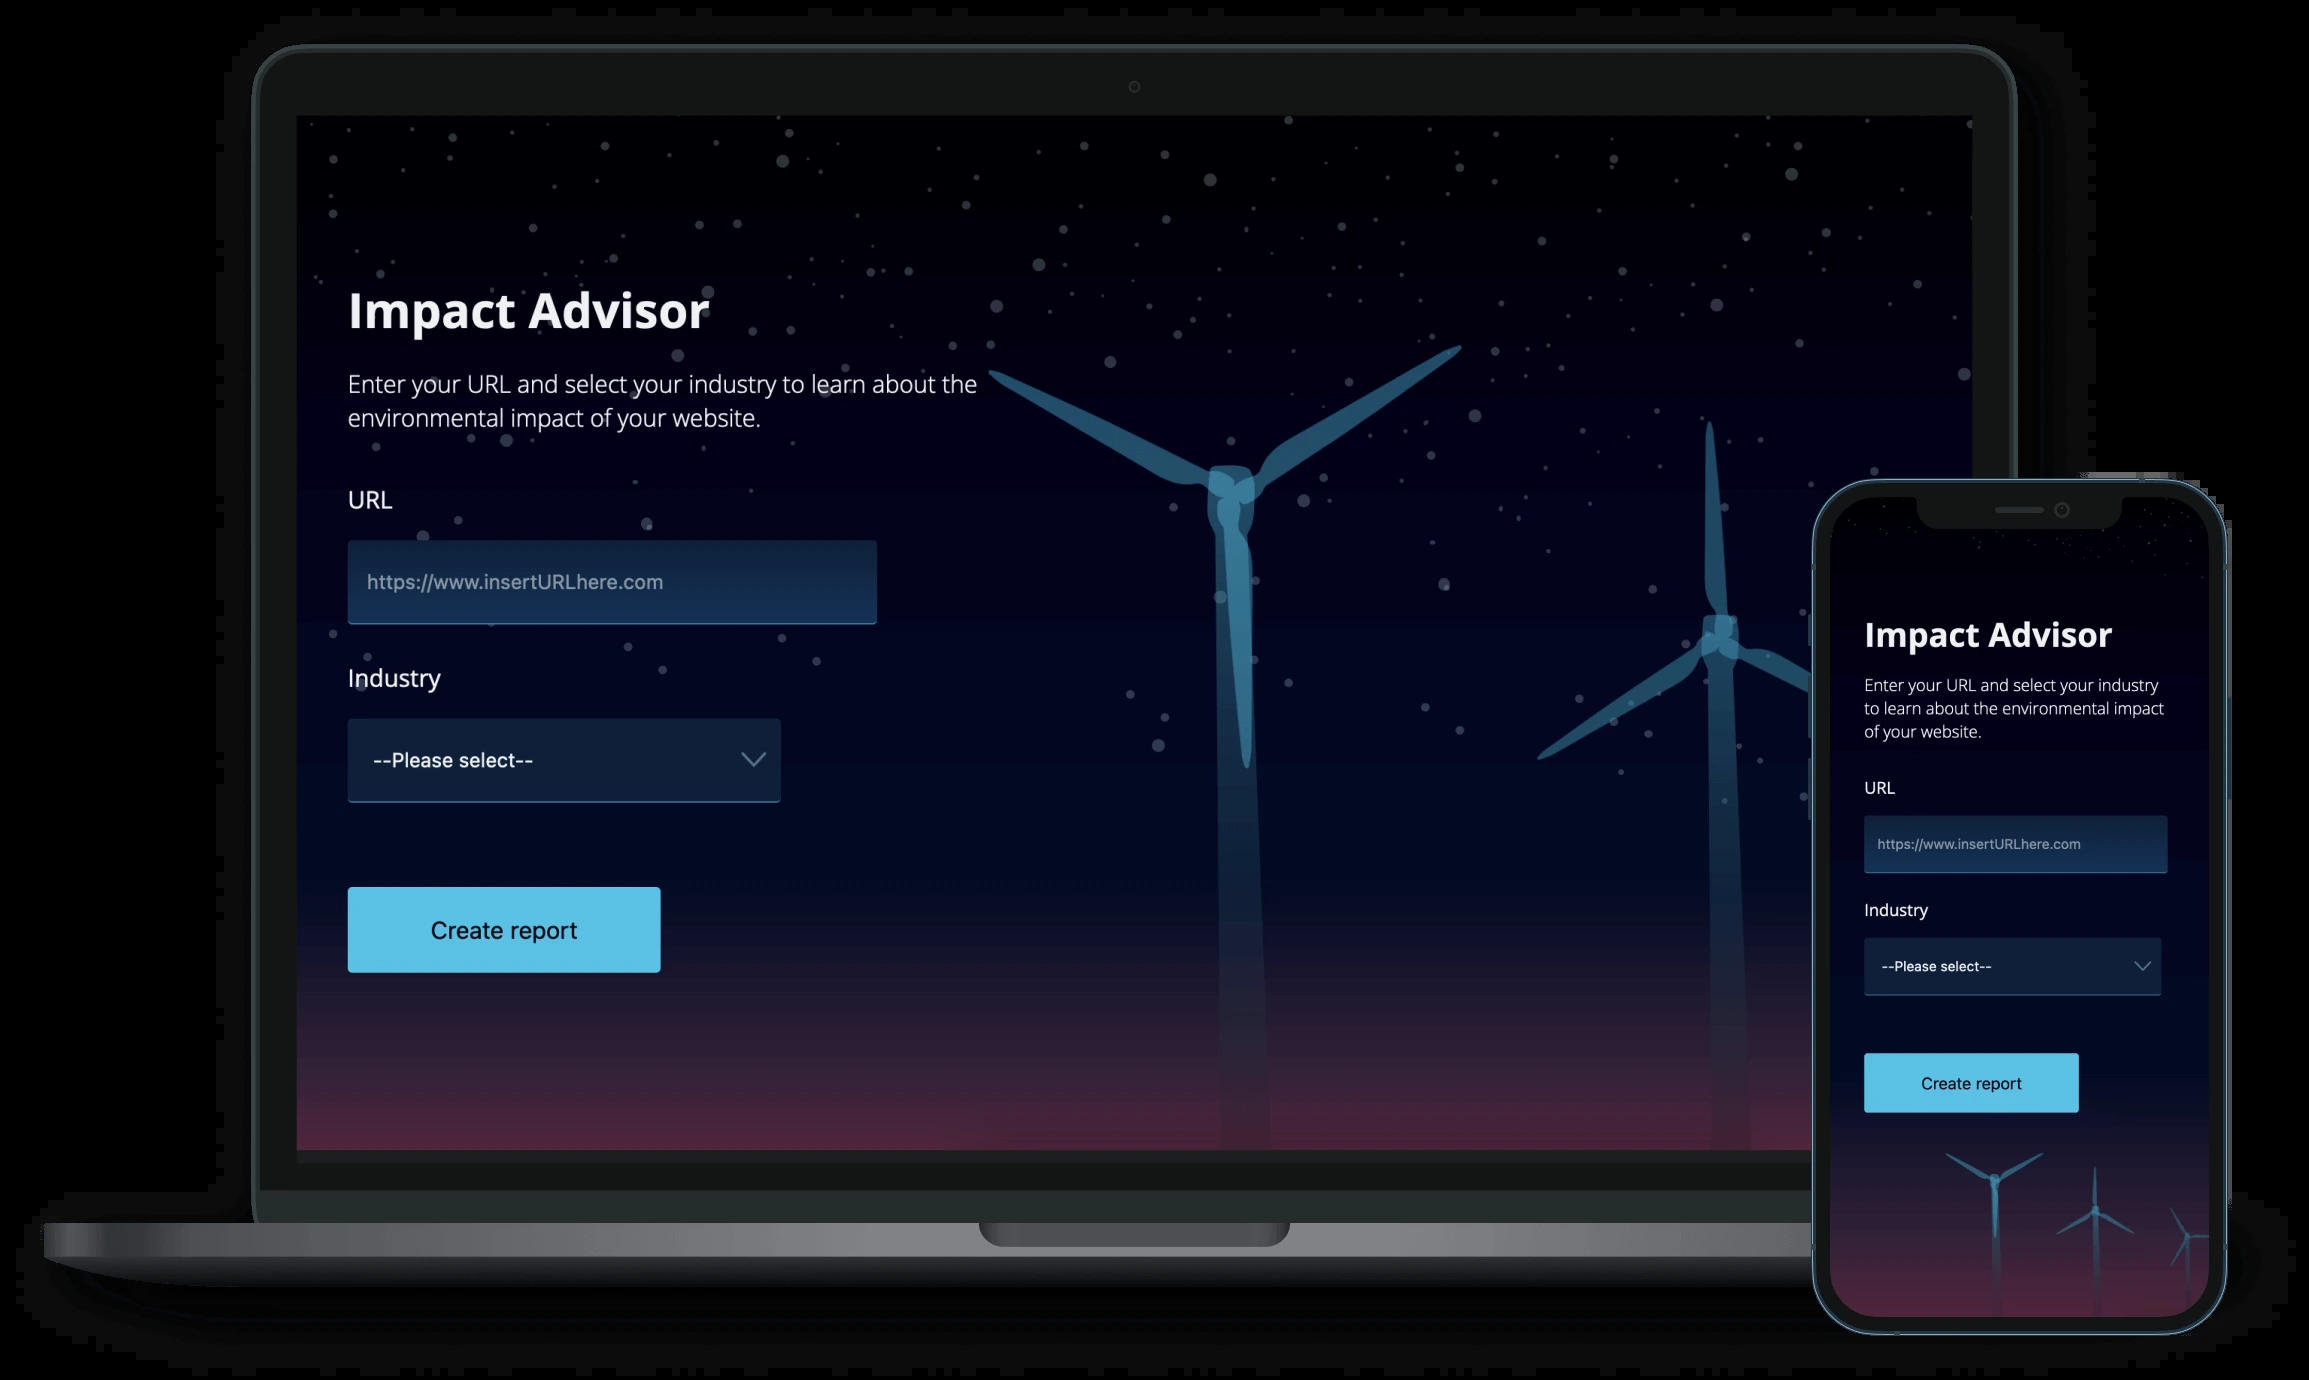 Impact Advisor
Enter your URL and select your industry to learn about the
environmental impact of your website.
URL
https://www.insertURLhere.com
Industry
--Please select--
Create report
Impact Advisor
Enter your URL and select your industry
to learn about the environmental impact
of your website.
URL
https://www.insertURLhere.com
Industry
--Please select--
Create report